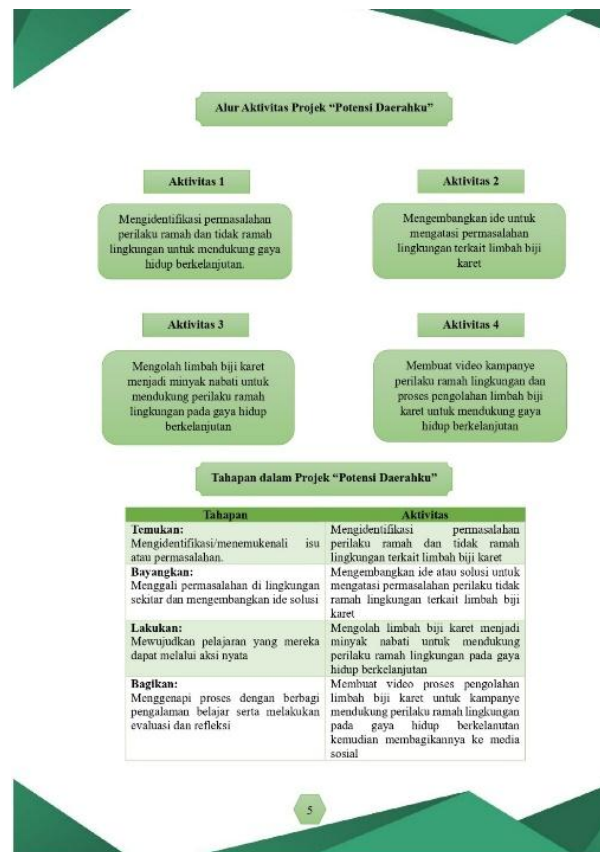 Alur Aktivitas Projek “Potensi Daerahku”
Aktivitas 1
Mengidentifikasi permasalahan
perilaku ramah dan tidak ramah
lingkungan untuk mendukung gaya
hidup berkelanjutan.
Aktivitas 2
Mengembangkan ide untuk
mengatasi permasalahan
lingkungan terkait limbah biji
karet
Aktivitas 3
Mengolah limbah biji karet
menjadi minyak nabati untuk
mendukung perilaku ramah
lingkungan pada gaya hidup
berkelanjutan
Aktivitas 4
Membuat video kampanye
perilaku ramah lingkungan dan
proses pengolahan limbah biji
karet untuk mendukung gaya
hidup berkelanjutan
Tahapan dalam Projek “Potensi Daerahku”
Tahapan
Aktivitas
Temukan:
Mengidentifikasi/menemukenali isu
atau permasalahan.
Mengidentifikasi permasalahan
perilaku ramah dan tidak ramah
lingkungan terkait limbah biji karet
Bayangkan:
Menggali permasalahan di lingkungan
sekitar dan mengembangkan ide solusi
Mengembangkan ide atau solusi untuk
mengatasi permasalahan perilaku tidak
ramah lingkungan terkait limbah biji
karet
Lakukan:
Mewujudkan pelajaran yang mereka
dapat melalui aksi nyata
Mengolah limbah biji karet menjadi
minyak nabati untuk mendukung
perilaku ramah lingkungan pada gaya
hidup berkelanjutan
Bagikan:
Menggenapi proses dengan berbagi
pengalaman belajar serta melakukan
evaluasi dan refleksi
Membuat video proses pengolahan
limbah biji karet untuk kampanye
mendukung perilaku ramah lingkungan
pada gaya hidup berkelanutan
kemudian membagikannya ke media
sosial
5